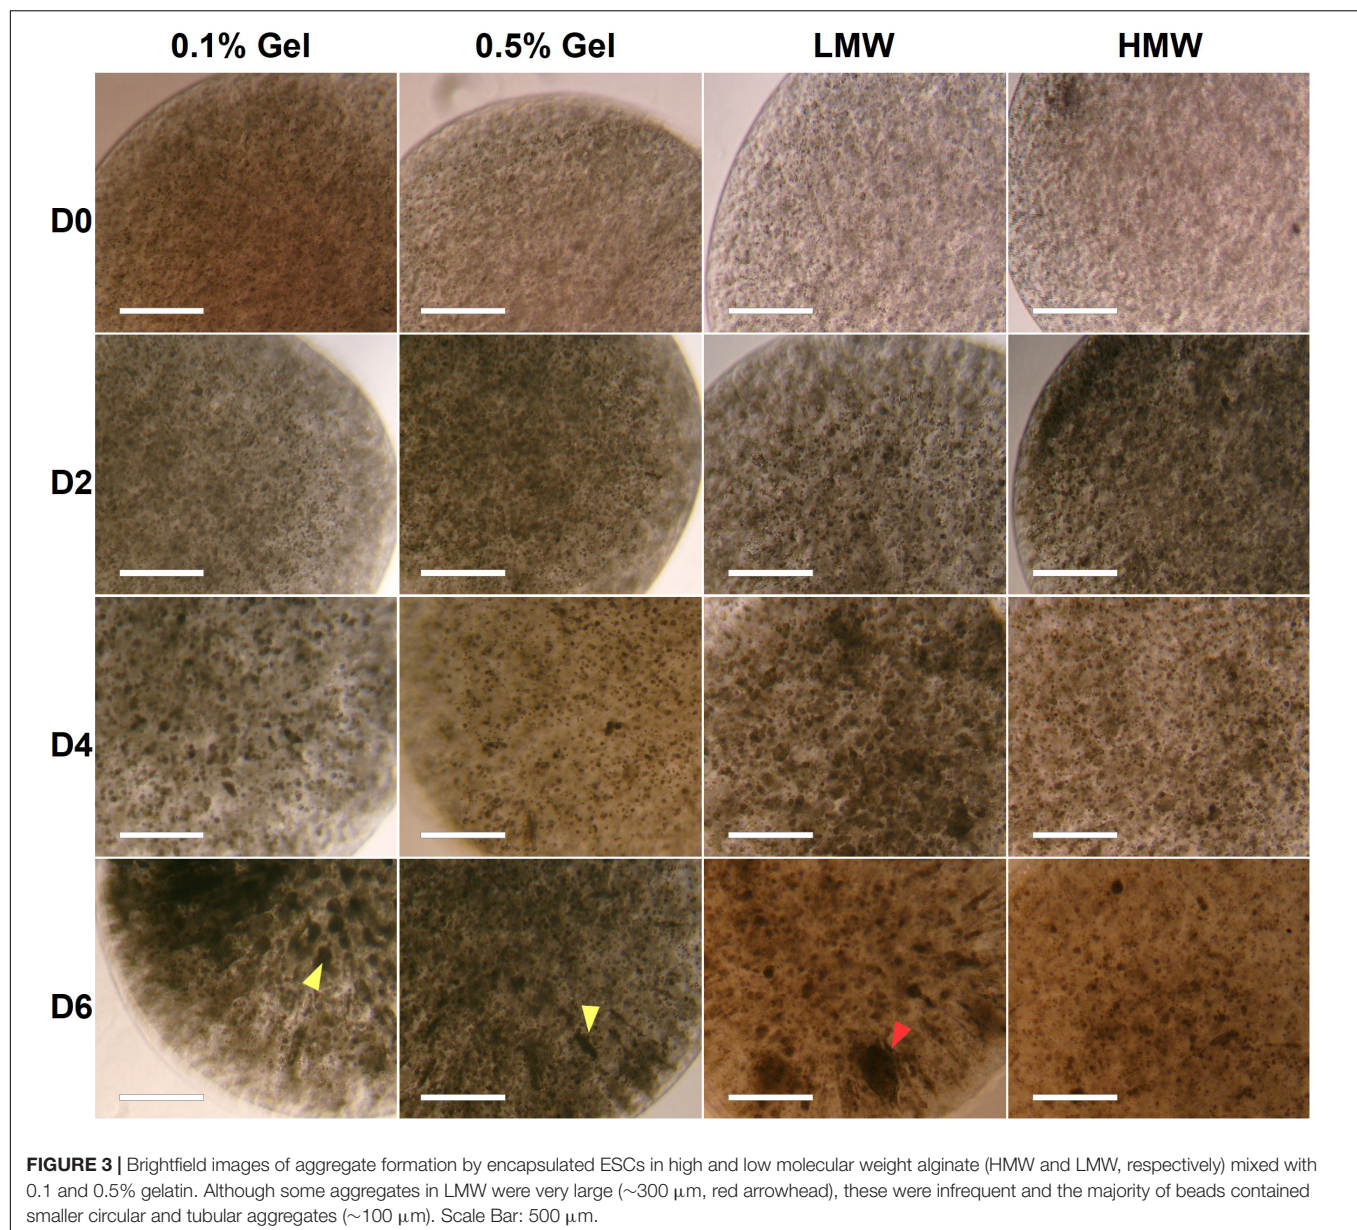 0.1% Gel 0.5% Gel LMW HMW
D0
D2
D4
D6
FIGURE 3 | Brightfield images of aggregate formation by encapsulated ESCs in high and low molecular weight alginate (HMW and LMW, respectively) mixed with
0.1 and 0.5% gelatin. Although some aggregates in LMW were very large (∼300 μm, red arrowhead), these were infrequent and the majority of beads contained
smaller circular and tubular aggregates (∼100 μm). Scale Bar: 500 μm.